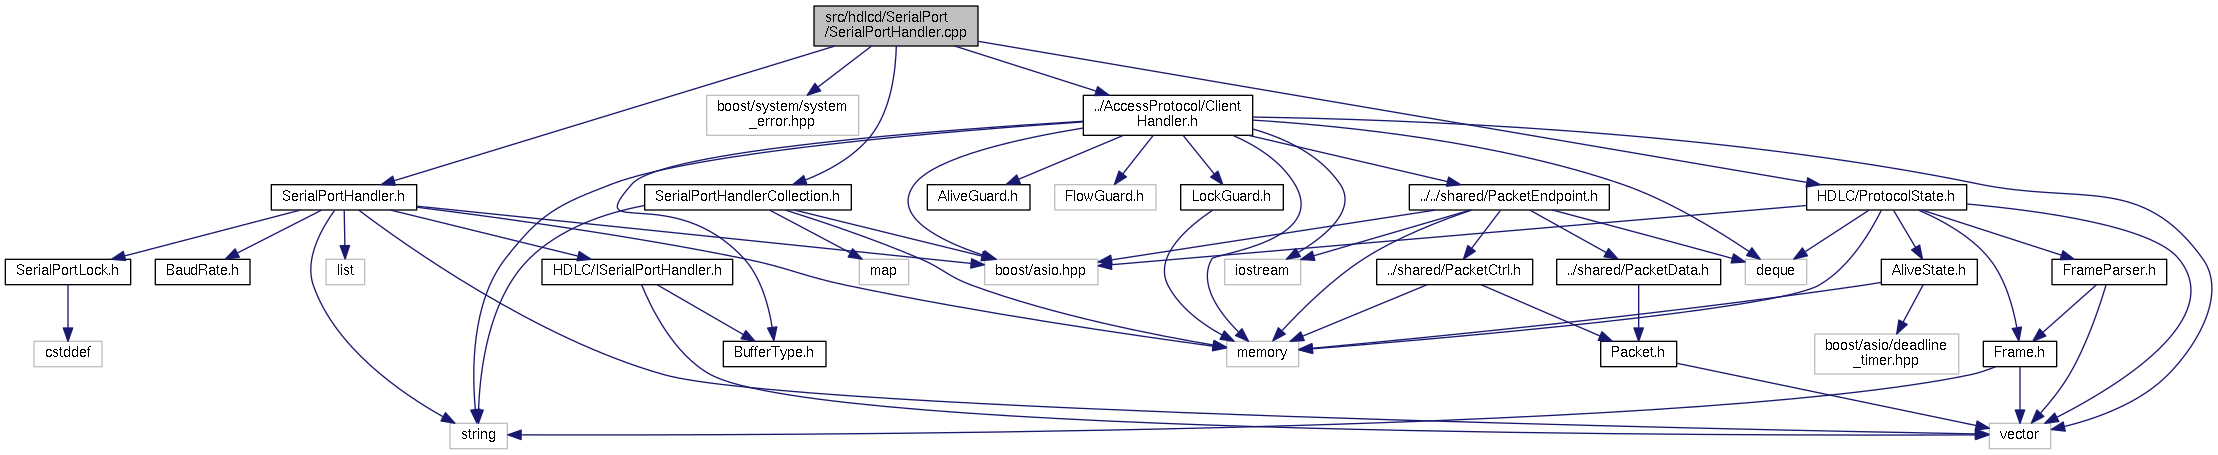 src/hdlcd/SerialPort
/SerialPortHandler.cpp
boost/system/system
_error.hpp
../AccessProtocol/Client
Handler.h
SerialPortHandler.h
SerialPortHandlerCollection.h
AliveGuard.h
FlowGuard.h
LockGuard.h
../../shared/PacketEndpoint.h
HDLC/ProtocolState.h
SerialPortLock.h
BaudRate.h
list
HDLC/ISerialPortHandler.h
map
boost/asio.hpp
iostream
../shared/PacketCtrl.h
../shared/PacketData.h
deque
AliveState.h
FrameParser.h
cstddef
BufferType.h
memory
Packet.h
boost/asio/deadline
_timer.hpp
Frame.h
string
vector